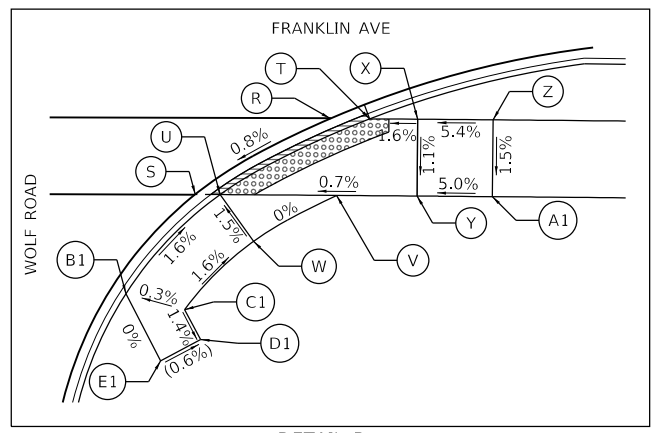 FRANKLIN AVE
T
X
R
Z
U
0.8%
1.6%
5.4%
1.1%
1.5%
S
0.7%
5.0%
WOLF ROAD
1.5%
0%
1.6%
Y
A1
B1
1.6%
W
V
0.3%
C1
0%
1.4%
D1
(0.6%)
E1